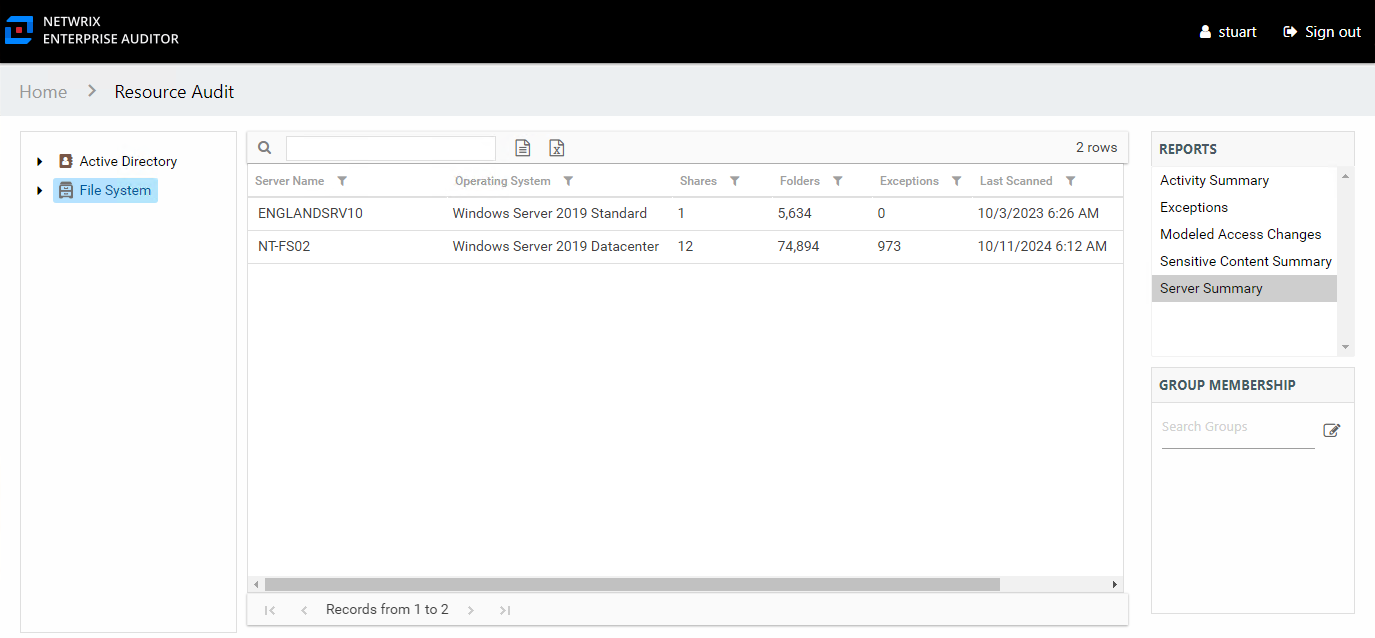 NETWRIX
ENTERPRISE AUDITOR
stuart
Sign out
Home
Resource Audit
Active Directory
File System
2 rows
Server Name Operating System Shares Folders Exceptions Last Scanned
ENGLANDSRV10 Windows Server 2019 Standard 1 5,634 0 10/3/2023 6:26 AM
NT-FS02 Windows Server 2019 Datacenter 12 74,894 973 10/11/2024 6:12 AM
Records from 1 to 2
REPORTS
Activity Summary
Exceptions
Modeled Access Changes
Sensitive Content Summary
Server Summary
GROUP MEMBERSHIP
Search Groups